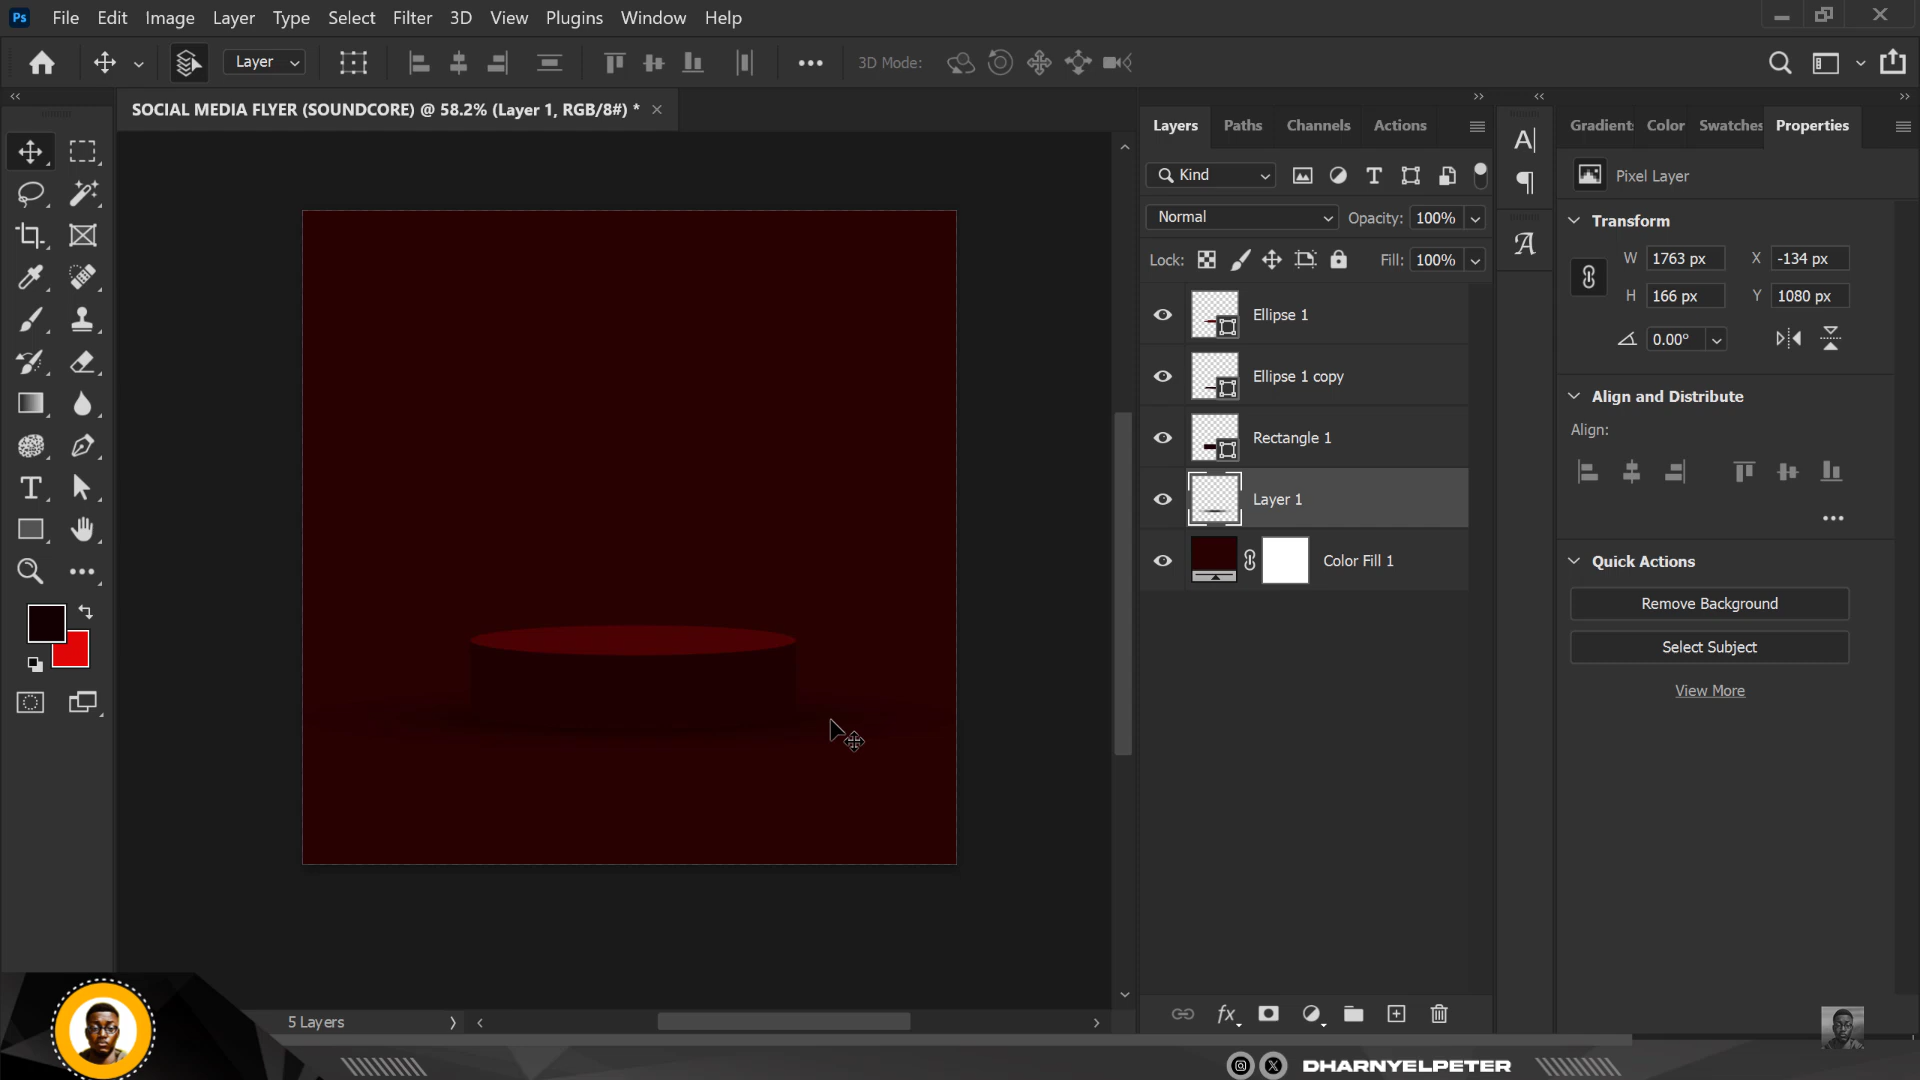 Ps File Edit Image Layer Type Select Filter 3D View Plugins Window Help
Layer 3D Mode:
SOCIAL MEDIA FLYER (SOUNDCORE) @ 58.2% (Layer 1, RGB/8#) * ×
Layers Paths Channels Actions
Gradient Color Swatches Properties
Kind
Pixel Layer
Normal Opacity: 100%
Transform
Lock: Fill: 100%
W 1763 px X -134 px
H 166 px Y 1080 px
0.00°
Ellipse 1
Ellipse 1 copy
Rectangle 1
Layer 1
Color Fill 1
Align and Distribute
Align:
Quick Actions
Remove Background
Select Subject
View More
5 Layers
DHARNYELPETER